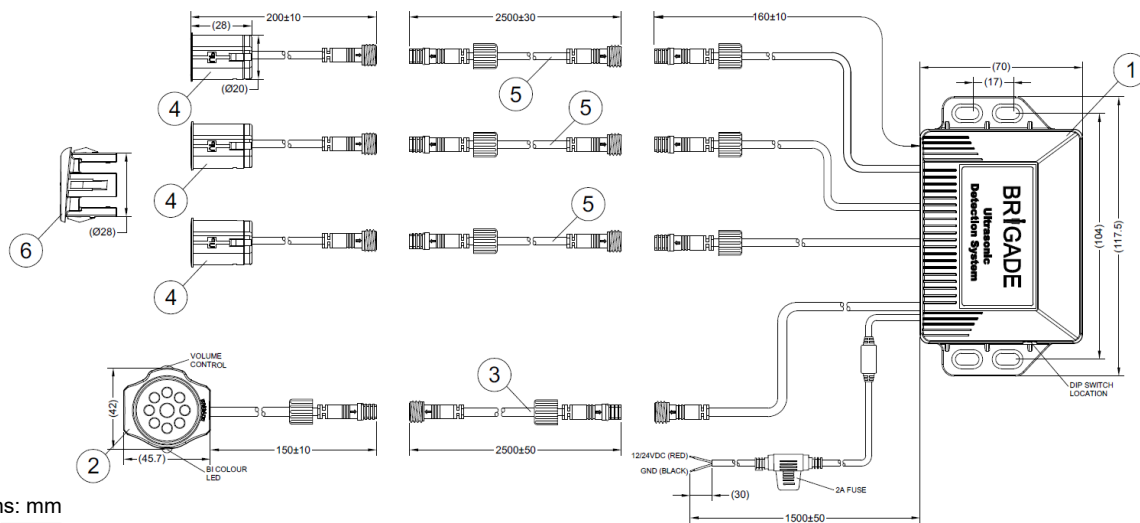 200±10
2500±30
160±10
(28)
(Ø20)
(70)
(17)
1
4
5
4
5
4
5
6
(Ø28)
BRIGADE
Ultrasonic
Detection System
(104)
(117.5)
VOLUME
CONTROL
3
DIP SWITCH
LOCATION
(42)
2
(45.7)
BI COLOUR
LED
150±10
2500±50
12/24VDC (RED)
GND (BLACK)
(30)
2A FUSE
1500±50
ns: mm